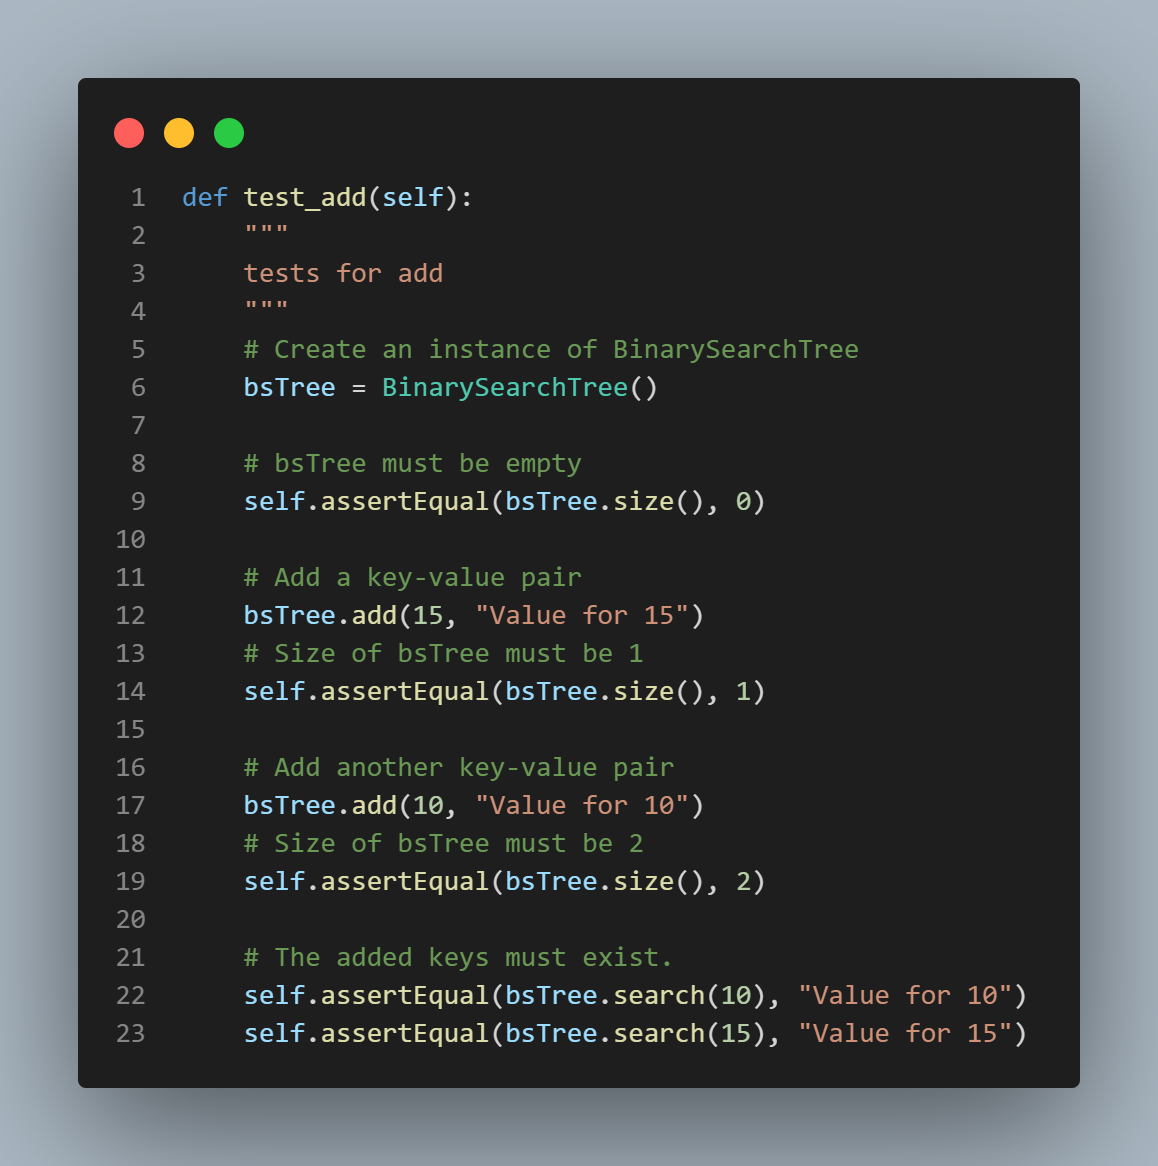 1 def test_add(self):
2     """
3     tests for add
4     """
5     # Create an instance of BinarySearchTree
6     bsTree = BinarySearchTree()
7
8     # bsTree must be empty
9     self.assertEqual(bsTree.size(), 0)
10
11     # Add a key-value pair
12     bsTree.add(15, "Value for 15")
13     # Size of bsTree must be 1
14     self.assertEqual(bsTree.size(), 1)
15
16     # Add another key-value pair
17     bsTree.add(10, "Value for 10")
18     # Size of bsTree must be 2
19     self.assertEqual(bsTree.size(), 2)
20
21     # The added keys must exist.
22     self.assertEqual(bsTree.search(10), "Value for 10")
23     self.assertEqual(bsTree.search(15), "Value for 15")